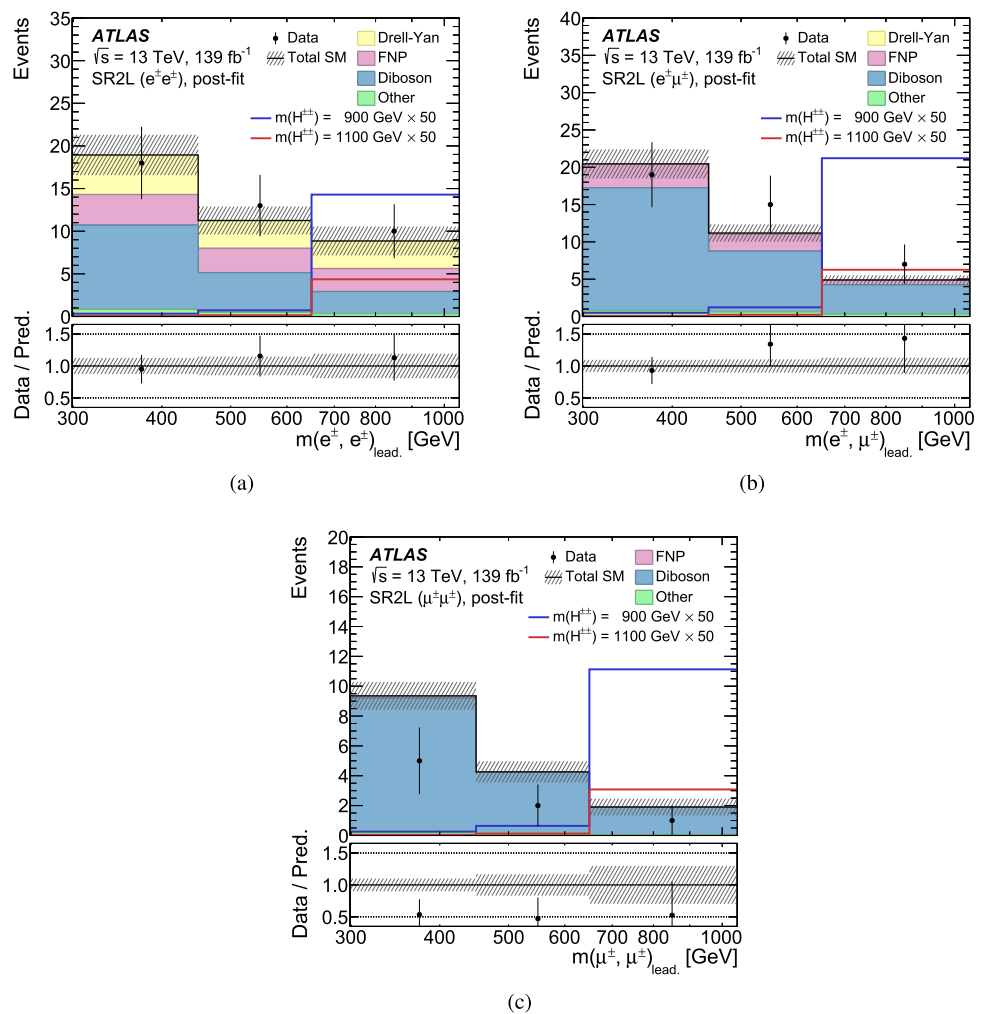 Events
35
30
25
20
15
10
5
0
ATLAS
√s = 13 TeV, 139 fb⁻¹
SR2L (e±e±), post-fit
Data
Total SM
Drell-Yan
FNP
Diboson
Other
m(H±±) = 900 GeV × 50
m(H±±) = 1100 GeV × 50
Data / Pred.
1.5
1.0
0.5
300 400 500 600 700 800 1000
m(e±, e±)lead. [GeV]
(a)
Events
40
35
30
25
20
15
10
5
0
ATLAS
√s = 13 TeV, 139 fb⁻¹
SR2L (e±μ±), post-fit
Data
Total SM
Drell-Yan
FNP
Diboson
Other
m(H±±) = 900 GeV × 50
m(H±±) = 1100 GeV × 50
Data / Pred.
1.5
1.0
0.5
300 400 500 600 700 800 1000
m(e±, μ±)lead. [GeV]
(b)
Events
20
18
16
14
12
10
8
6
4
2
0
ATLAS
√s = 13 TeV, 139 fb⁻¹
SR2L (μ±μ±), post-fit
Data
Total SM
FNP
Diboson
Other
m(H±±) = 900 GeV × 50
m(H±±) = 1100 GeV × 50
Data / Pred.
1.5
1.0
0.5
300 400 500 600 700 800 1000
m(μ±, μ±)lead. [GeV]
(c)